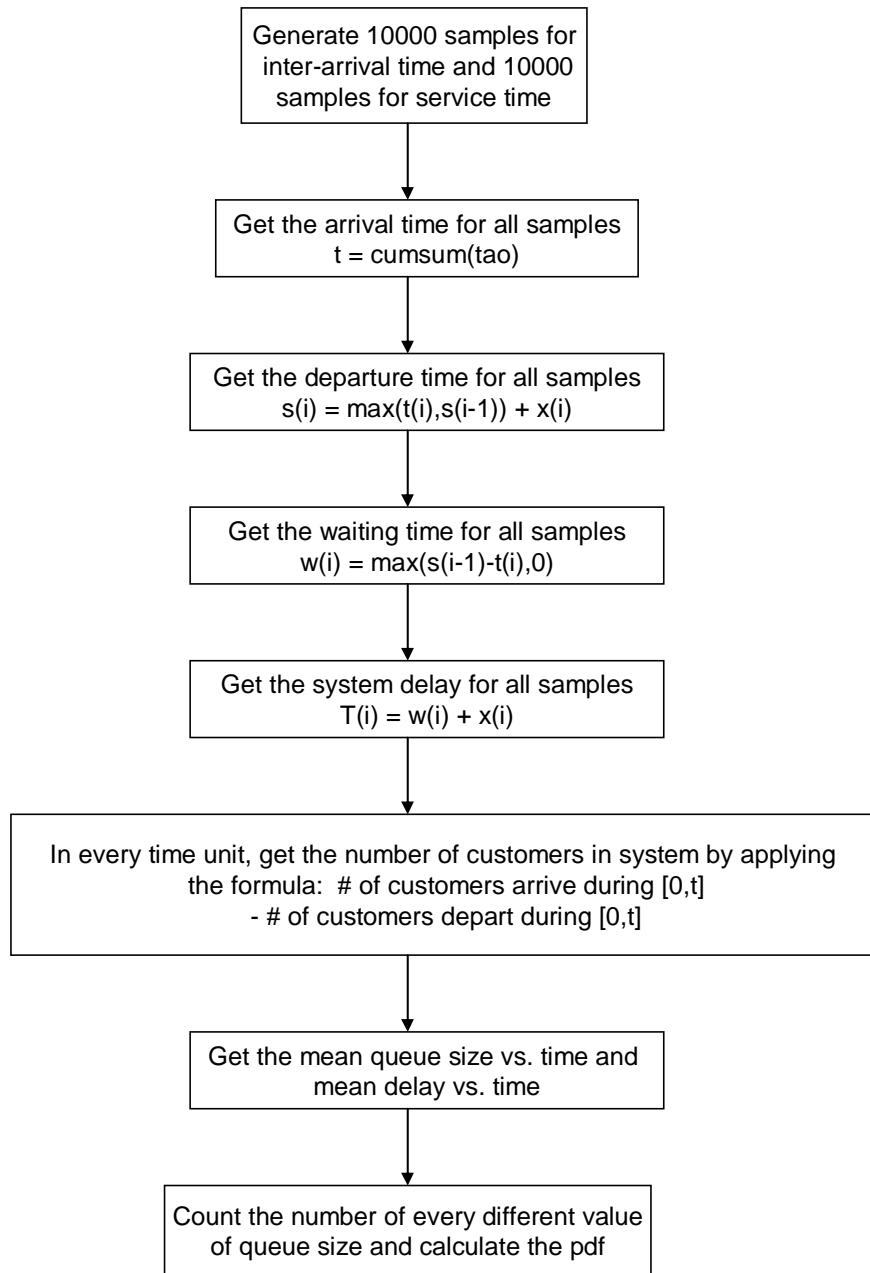 Generate 10000 samples for
inter-arrival time and 10000
samples for service time
Get the arrival time for all samples
t = cumsum(tao)
Get the departure time for all samples
s(i) = max(t(i),s(i-1)) + x(i)
Get the waiting time for all samples
w(i) = max(s(i-1)-t(i),0)
Get the system delay for all samples
T(i) = w(i) + x(i)
In every time unit, get the number of customers in system by applying
the formula:  # of customers arrive during [0,t]
- # of customers depart during [0,t]
Get the mean queue size vs. time and
mean delay vs. time
Count the number of every different value
of queue size and calculate the pdf